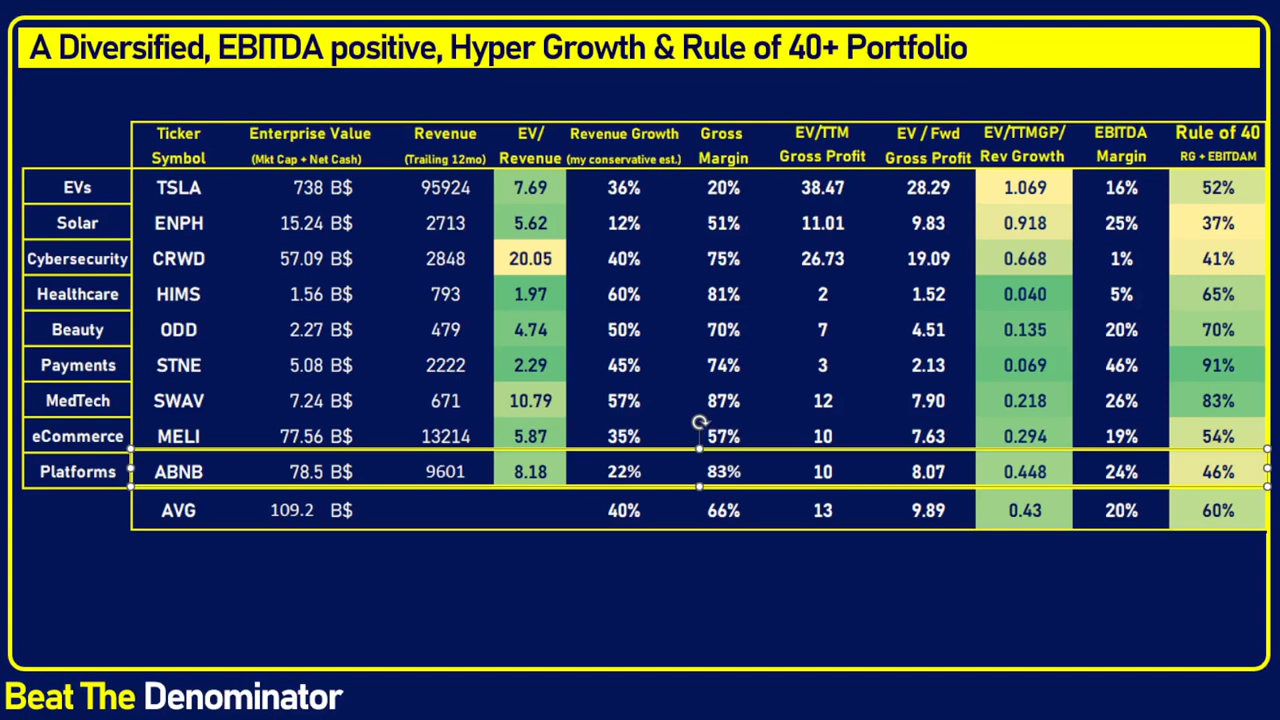 A Diversified, EBITDA positive, Hyper Growth & Rule of 40+ Portfolio
Ticker Symbol Enterprise Value (Mkt Cap + Net Cash) Revenue (Trailing 12mo) EV/ Revenue Revenue Growth (my conservative est.) Gross Margin EV/TTM Gross Profit EV / Fwd Gross Profit EV/TTMGP/ Rev Growth EBITDA Margin Rule of 40 RG + EBITDAM
EVs TSLA 738 B$ 95924 7.69 36% 20% 38.47 28.29 1.069 16% 52%
Solar ENPH 15.24 B$ 2713 5.62 12% 51% 11.01 9.83 0.918 25% 37%
Cybersecurity CRWD 57.09 B$ 2848 20.05 40% 75% 26.73 19.09 0.668 1% 41%
Healthcare HIMS 1.56 B$ 793 1.97 60% 81% 2 1.52 0.040 5% 65%
Beauty ODD 2.27 B$ 479 4.74 50% 70% 7 4.51 0.135 20% 70%
Payments STNE 5.08 B$ 2222 2.29 45% 74% 3 2.13 0.069 46% 91%
MedTech SWAV 7.24 B$ 671 10.79 57% 87% 12 7.90 0.218 26% 83%
eCommerce MELI 77.56 B$ 13214 5.87 35% 57% 10 7.63 0.294 19% 54%
Platforms ABNB 78.5 B$ 9601 8.18 22% 83% 10 8.07 0.448 24% 46%
AVG 109.2 B$ 40% 66% 13 9.89 0.43 20% 60%
Beat The Denominator